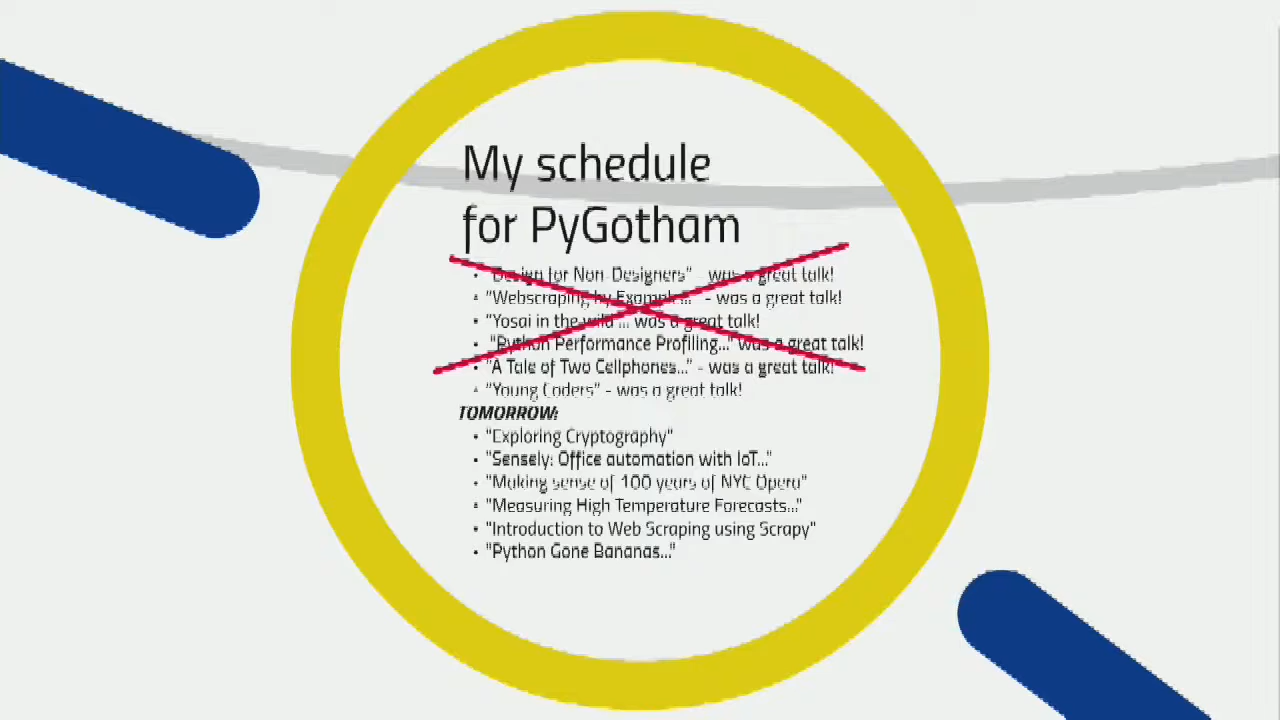 My schedule
for PyGotham
• "Design for Non-Designers" - was a great talk!
• "Webscraping by Example..." - was a great talk!
• "Yosai in the wild"... was a great talk!
• "Python Performance Profiling..." was a great talk!
• "A Tale of Two Cellphones..." - was a great talk!
• "Young Coders" - was a great talk!
TOMORROW:
• "Exploring Cryptography"
• "Sensely: Office automation with IoT..."
• "Making sense of 100 years of NYC Opera"
• "Measuring High Temperature Forecasts..."
• "Introduction to Web Scraping using Scrapy"
• "Python Gone Bananas..."